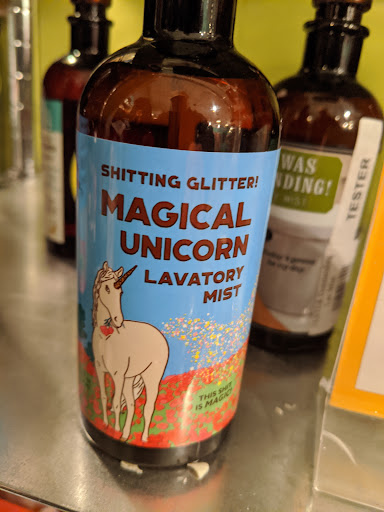 SHITTING GLITTER!
MAGICAL
UNICORN
LAVATORY
MIST
THIS SHIT
IS MAGIC!
WAS
NDING!
MIST
TESTER